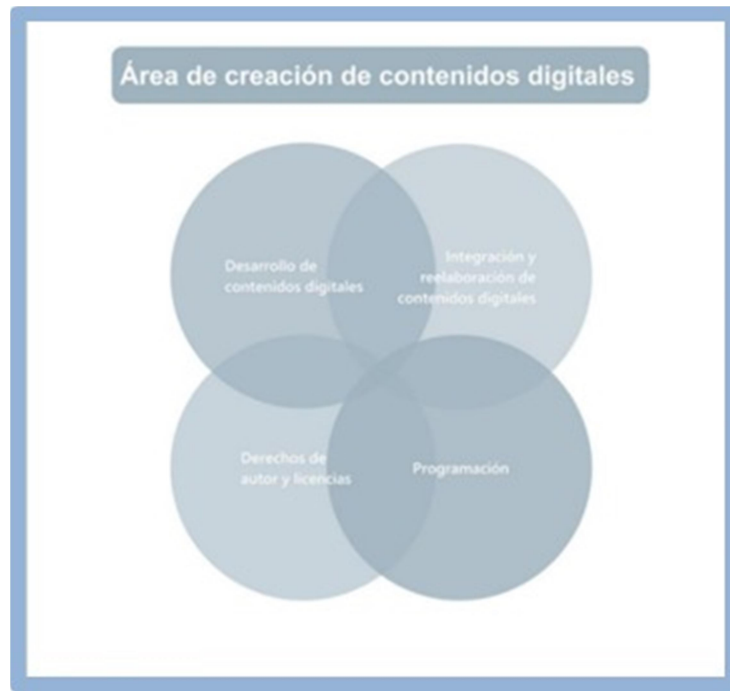 Área de creación de contenidos digitales
Desarrollo de
contenidos digitales
Integración y
reelaboración de
contenidos digitales
Derechos de
autor y licencias
Programación